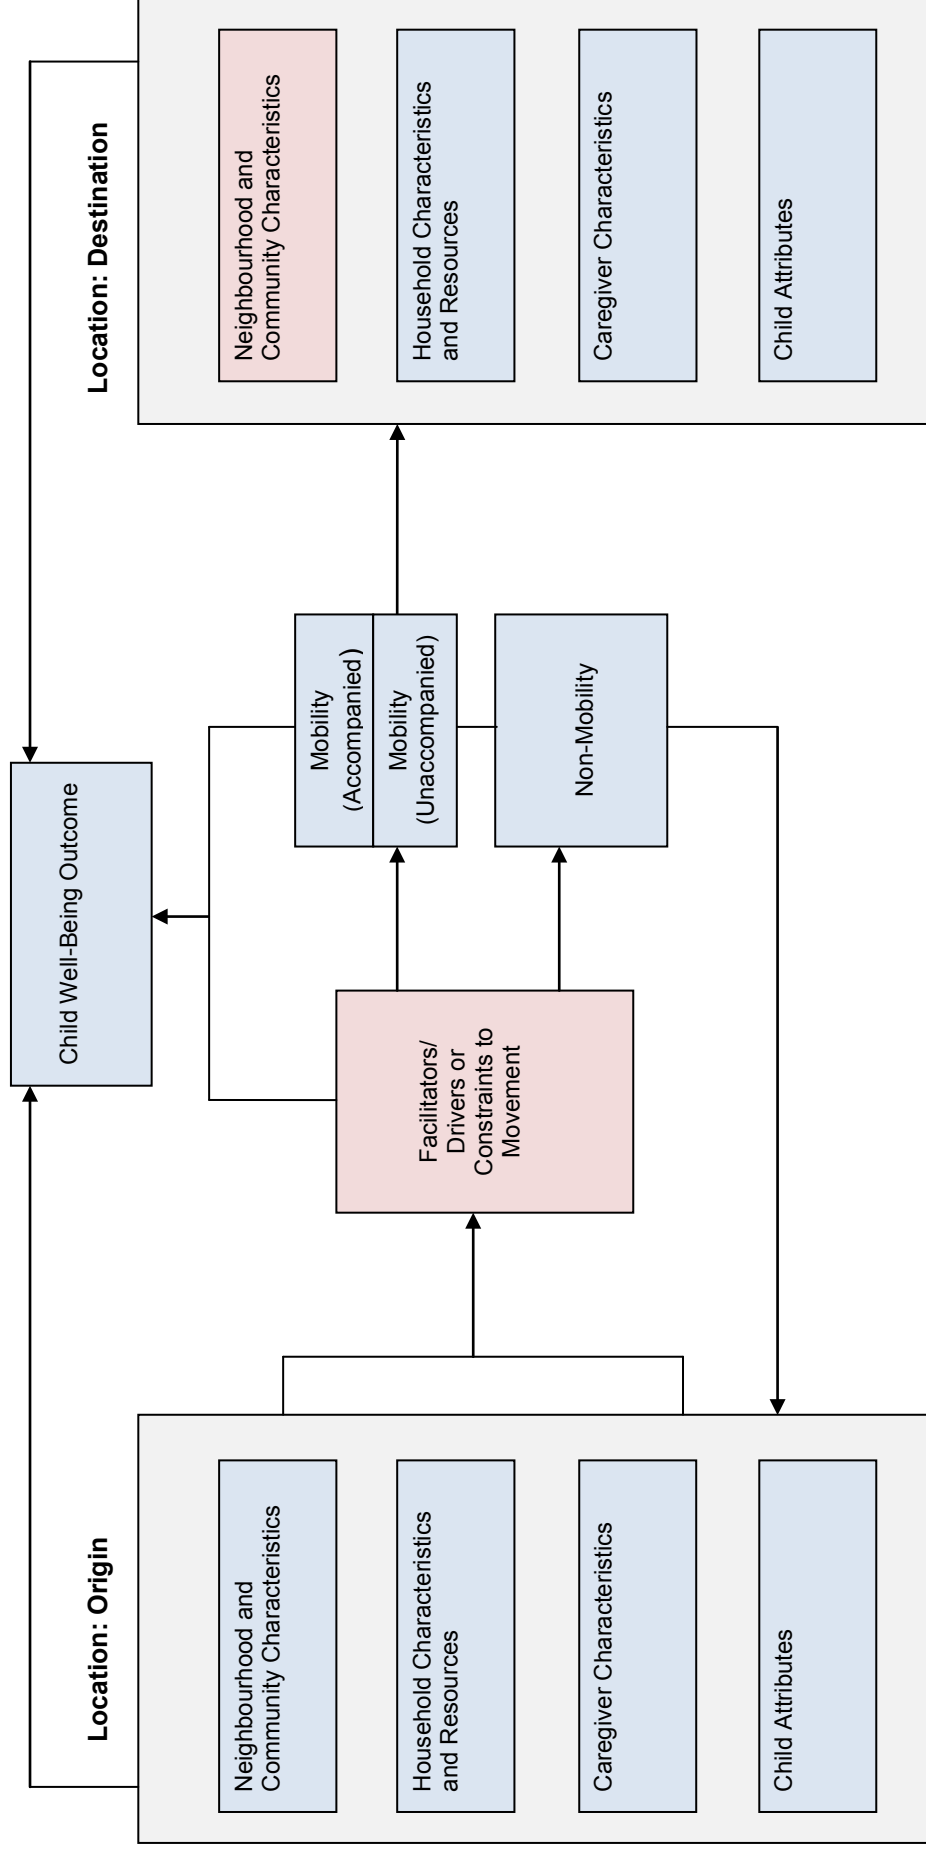 Child Well-Being Outcome
Location: Origin
Location: Destination
Neighbourhood and
Community Characteristics
Household Characteristics
and Resources
Caregiver Characteristics
Child Attributes
Facilitators/
Drivers or
Constraints to
Movement
Mobility
(Accompanied)
Mobility
(Unaccompanied)
Non-Mobility
Neighbourhood and
Community Characteristics
Household Characteristics
and Resources
Caregiver Characteristics
Child Attributes